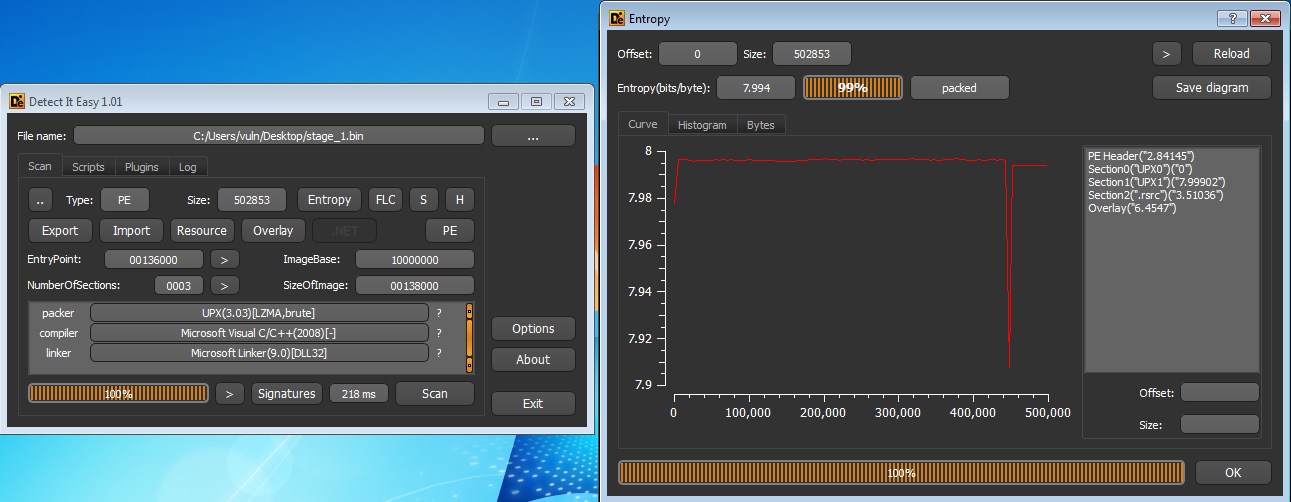 Detect It Easy 1.01
File name: C:/Users/vuln/Desktop/stage_1.bin ...
Scan Scripts Plugins Log
.. Type: PE Size: 502853 Entropy FLC S H
Export Import Resource Overlay .NET PE
EntryPoint: 00136000 > ImageBase: 10000000
NumberOfSections: 0003 > SizeOfImage: 00138000
packer UPX(3.03)[LZMA,brute] ?
compiler Microsoft Visual C/C++(2008)[-] ?
linker Microsoft Linker(9.0)[DLL32] ?
Options
About
100% > Signatures 218 ms Scan
Exit
Entropy
Offset: 0 Size: 502853 > Reload
Entropy(bits/byte): 7.994 99% packed Save diagram
Curve Histogram Bytes
8
7.98
7.96
7.94
7.92
7.9
0 100,000 200,000 300,000 400,000 500,000
PE Header("2.84145")
Section0("UPX0")("0")
Section1("UPX1")("7.99902")
Section2(".rsrc")("3.51036")
Overlay("6.4547")
Offset:
Size:
100% OK